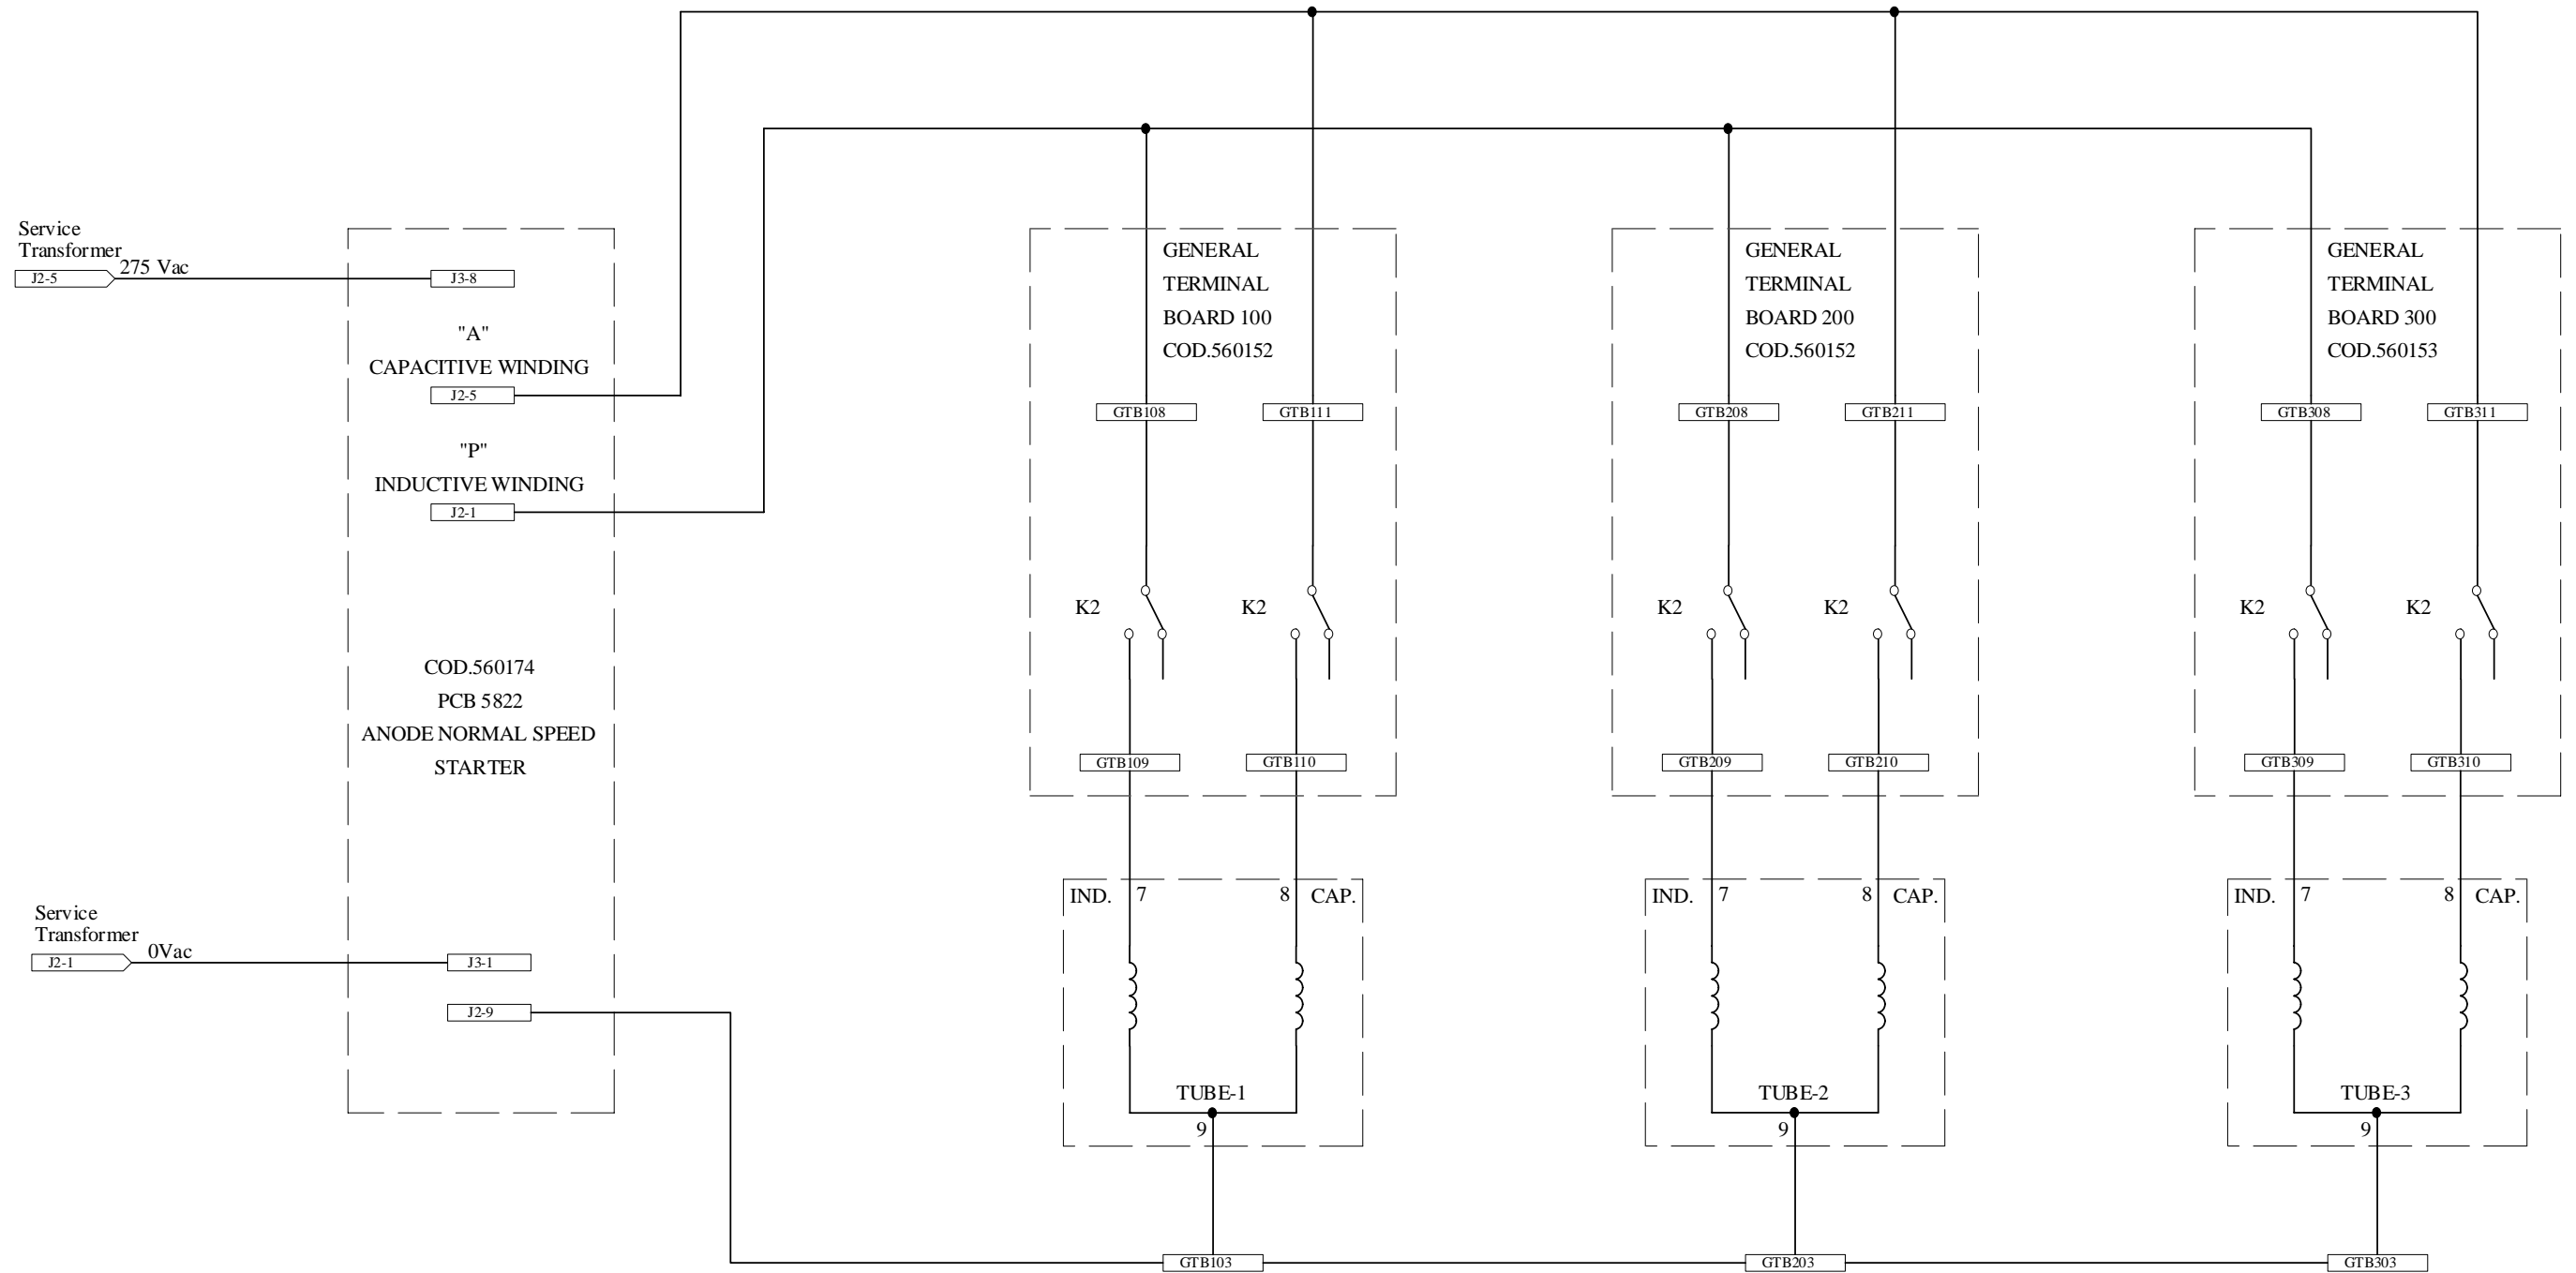 Service
Transformer
J2-5
275 Vac
J3-8
"A"
CAPACITIVE WINDING
J2-5
"P"
INDUCTIVE WINDING
J2-1
COD.560174
PCB 5822
ANODE NORMAL SPEED
STARTER
Service
Transformer
J2-1
0Vac
J3-1
J2-9
GENERAL
TERMINAL
BOARD 100
COD.560152
GTB108
GTB111
K2
K2
GTB109
GTB110
IND.
7
8
CAP.
TUBE-1
9
GTB103
GENERAL
TERMINAL
BOARD 200
COD.560152
GTB208
GTB211
K2
K2
GTB209
GTB210
IND.
7
8
CAP.
TUBE-2
9
GTB203
GENERAL
TERMINAL
BOARD 300
COD.560153
GTB308
GTB311
K2
K2
GTB309
GTB310
IND.
7
8
CAP.
TUBE-3
9
GTB303